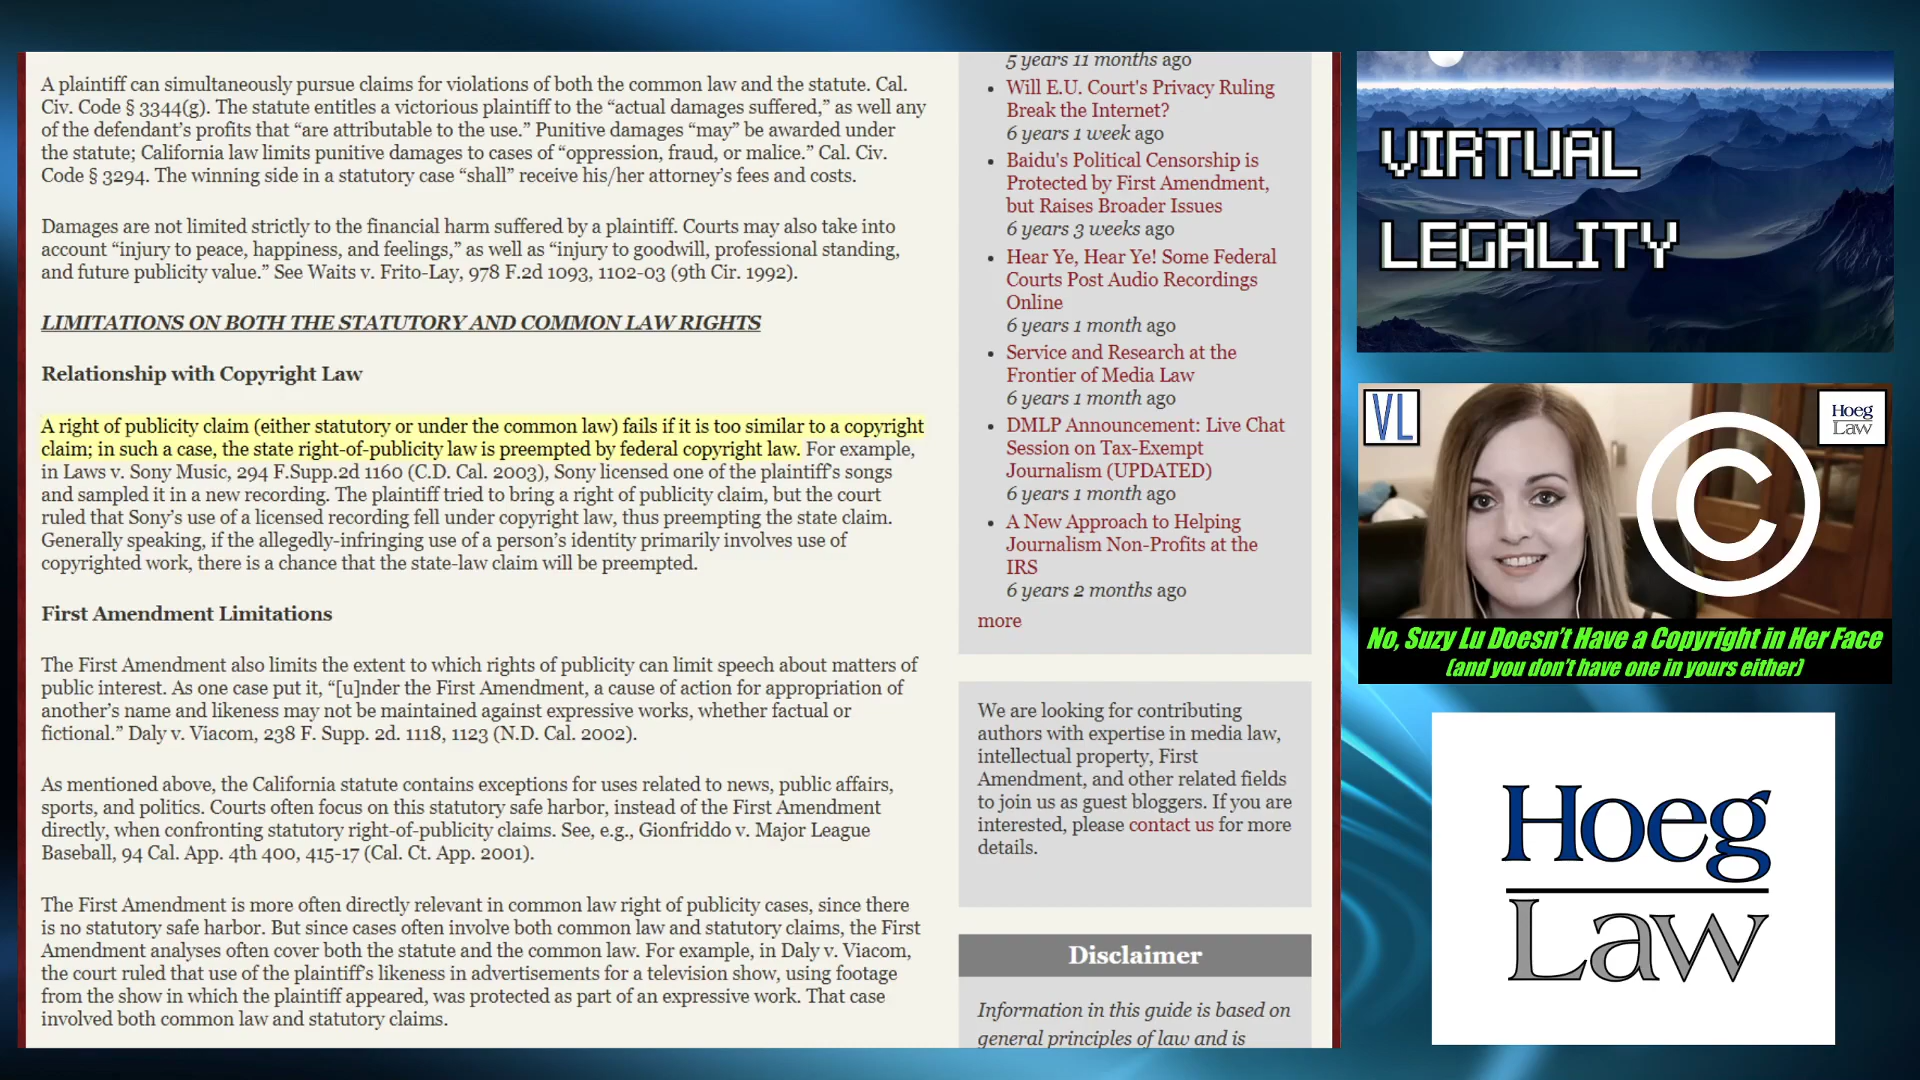 A plaintiff can simultaneously pursue claims for violations of both the common law and the statute. Cal.
Civ. Code § 3344(g). The statute entitles a victorious plaintiff to the “actual damages suffered,” as well any
of the defendant’s profits that “are attributable to the use.” Punitive damages “may” be awarded under
the statute; California law limits punitive damages to cases of “oppression, fraud, or malice.” Cal. Civ.
Code § 3294. The winning side in a statutory case “shall” receive his/her attorney’s fees and costs.
Damages are not limited strictly to the financial harm suffered by a plaintiff. Courts may also take into
account “injury to peace, happiness, and feelings,” as well as “injury to goodwill, professional standing,
and future publicity value.” See Waits v. Frito-Lay, 978 F.2d 1093, 1102-03 (9th Cir. 1992).
LIMITATIONS ON BOTH THE STATUTORY AND COMMON LAW RIGHTS
Relationship with Copyright Law
A right of publicity claim (either statutory or under the common law) fails if it is too similar to a copyright
claim; in such a case, the state right-of-publicity law is preempted by federal copyright law. For example,
in Laws v. Sony Music, 294 F.Supp.2d 1160 (C.D. Cal. 2003), Sony licensed one of the plaintiff’s songs
and sampled it in a new recording. The plaintiff tried to bring a right of publicity claim, but the court
ruled that Sony’s use of a licensed recording fell under copyright law, thus preempting the state claim.
Generally speaking, if the allegedly-infringing use of a person’s identity primarily involves use of
copyrighted work, there is a chance that the state-law claim will be preempted.
First Amendment Limitations
The First Amendment also limits the extent to which rights of publicity can limit speech about matters of
public interest. As one case put it, “[u]nder the First Amendment, a cause of action for appropriation of
another’s name and likeness may not be maintained against expressive works, whether factual or
fictional.” Daly v. Viacom, 238 F. Supp. 2d. 1118, 1123 (N.D. Cal. 2002).
As mentioned above, the California statute contains exceptions for uses related to news, public affairs,
sports, and politics. Courts often focus on this statutory safe harbor, instead of the First Amendment
directly, when confronting statutory right-of-publicity claims. See, e.g., Gionfriddo v. Major League
Baseball, 94 Cal. App. 4th 400, 415-17 (Cal. Ct. App. 2001).
The First Amendment is more often directly relevant in common law right of publicity cases, since there
is no statutory safe harbor. But since cases often involve both common law and statutory claims, the First
Amendment analyses often cover both the statute and the common law. For example, in Daly v. Viacom,
the court ruled that use of the plaintiff’s likeness in advertisements for a television show, using footage
from the show in which the plaintiff appeared, was protected as part of an expressive work. That case
involved both common law and statutory claims.
5 years 11 months ago
Will E.U. Court's Privacy Ruling
Break the Internet?
6 years 1 week ago
Baidu's Political Censorship is
Protected by First Amendment,
but Raises Broader Issues
6 years 3 weeks ago
Hear Ye, Hear Ye! Some Federal
Courts Post Audio Recordings
Online
6 years 1 month ago
Service and Research at the
Frontier of Media Law
6 years 1 month ago
DMLP Announcement: Live Chat
Session on Tax-Exempt
Journalism (UPDATED)
6 years 1 month ago
A New Approach to Helping
Journalism Non-Profits at the
IRS
6 years 2 months ago
more
We are looking for contributing
authors with expertise in media law,
intellectual property, First
Amendment, and other related fields
to join us as guest bloggers. If you are
interested, please contact us for more
details.
Disclaimer
Information in this guide is based on
general principles of law and is
VIRTUAL
LEGALITY
VL
Hoeg
Law
©
No, Suzy Lu Doesn't Have a Copyright in Her Face
(and you don't have one in yours either)
Hoeg
Law